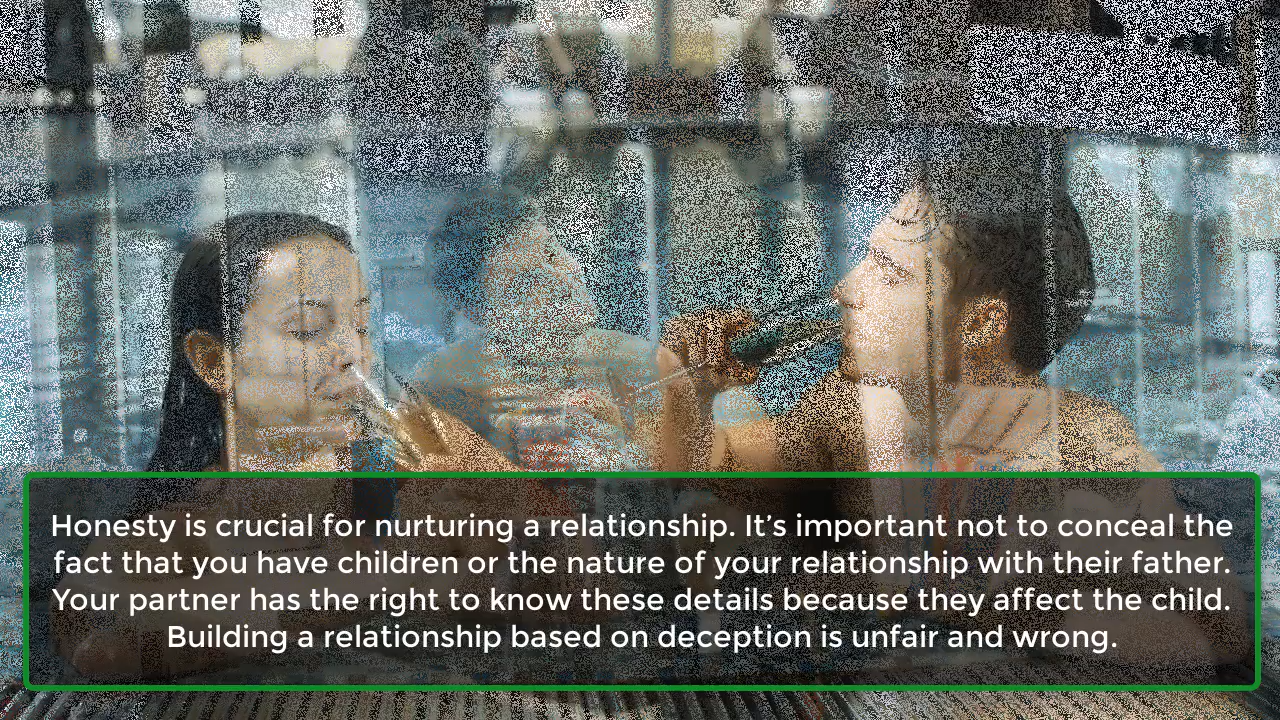 Honesty is crucial for nurturing a relationship. It’s important not to conceal the
fact that you have children or the nature of your relationship with their father.
Your partner has the right to know these details because they affect the child.
Building a relationship based on deception is unfair and wrong.